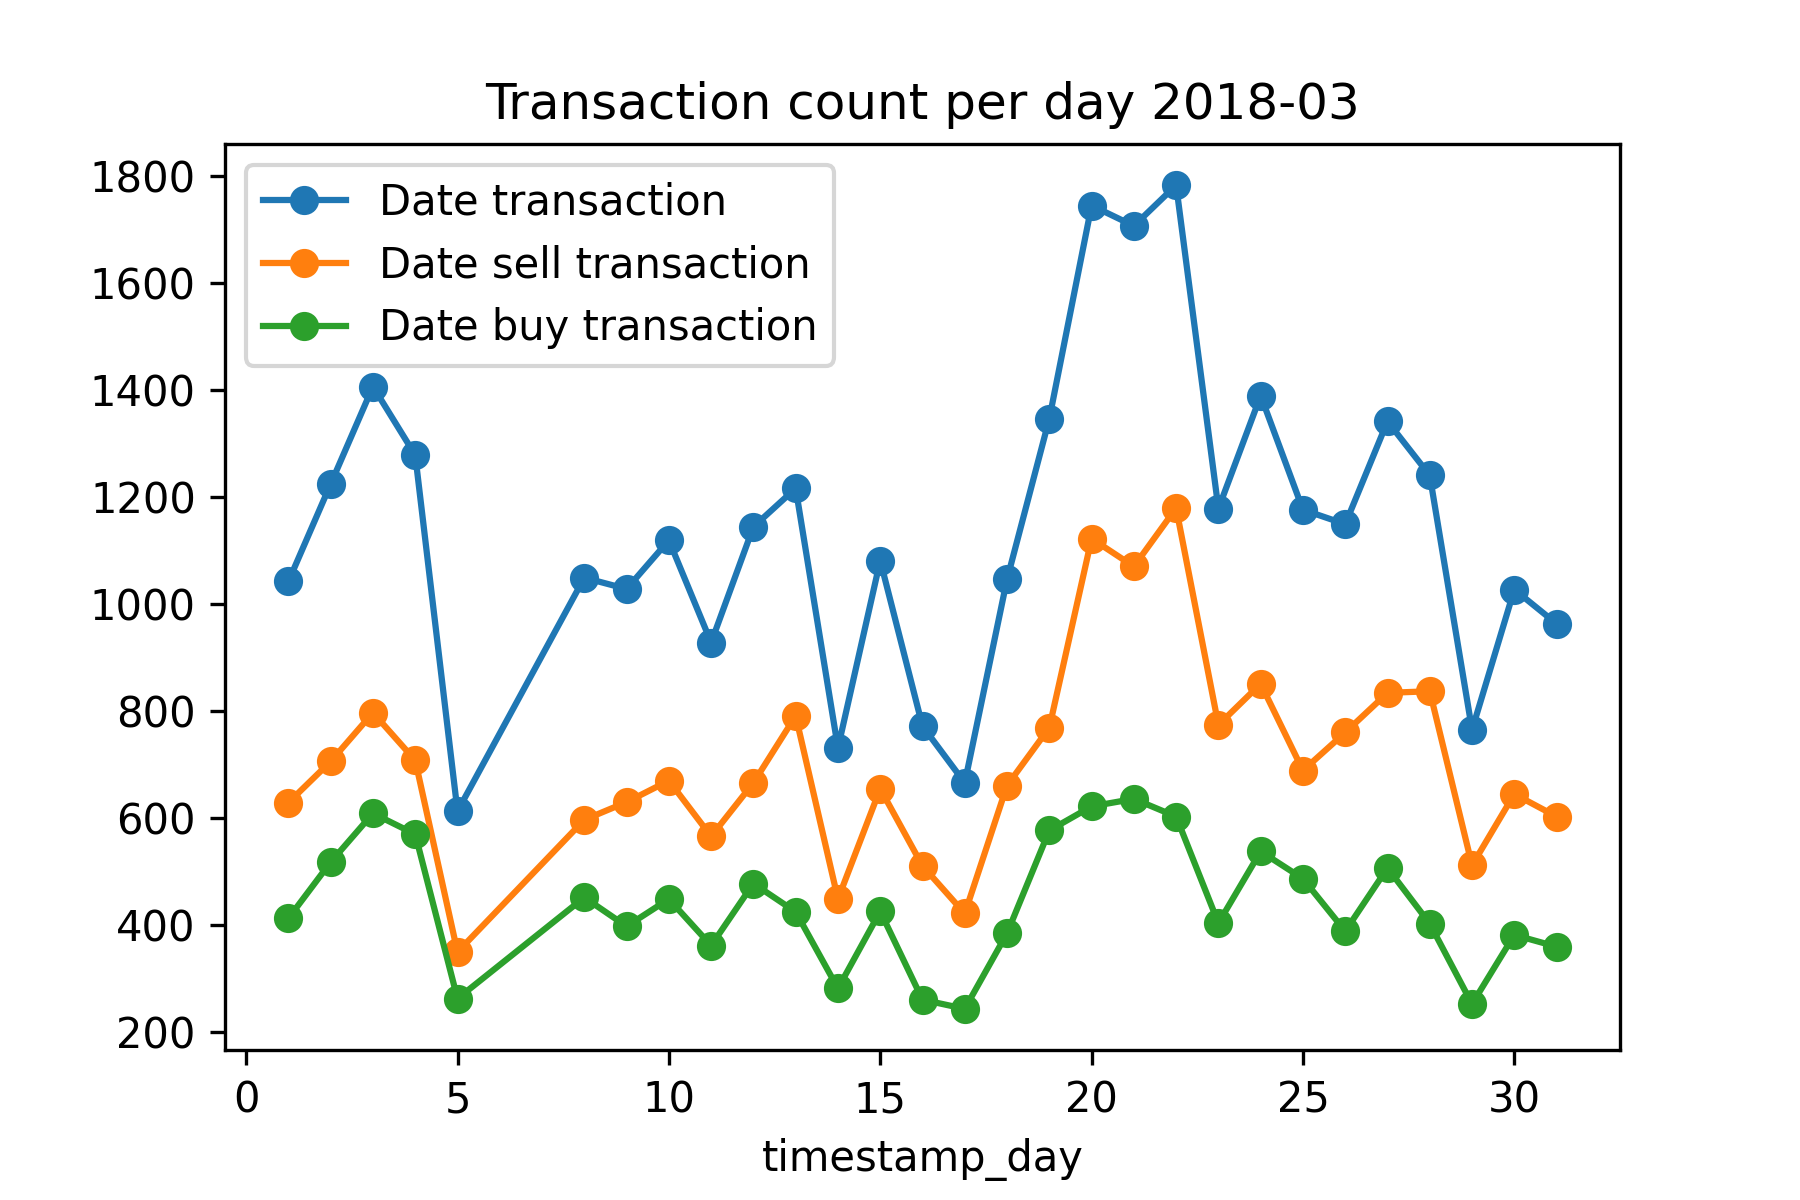 Transaction count per day 2018-03
Date transaction
Date sell transaction
Date buy transaction
1800
1600
1400
1200
1000
800
600
400
200
0 5 10 15 20 25 30
timestamp_day